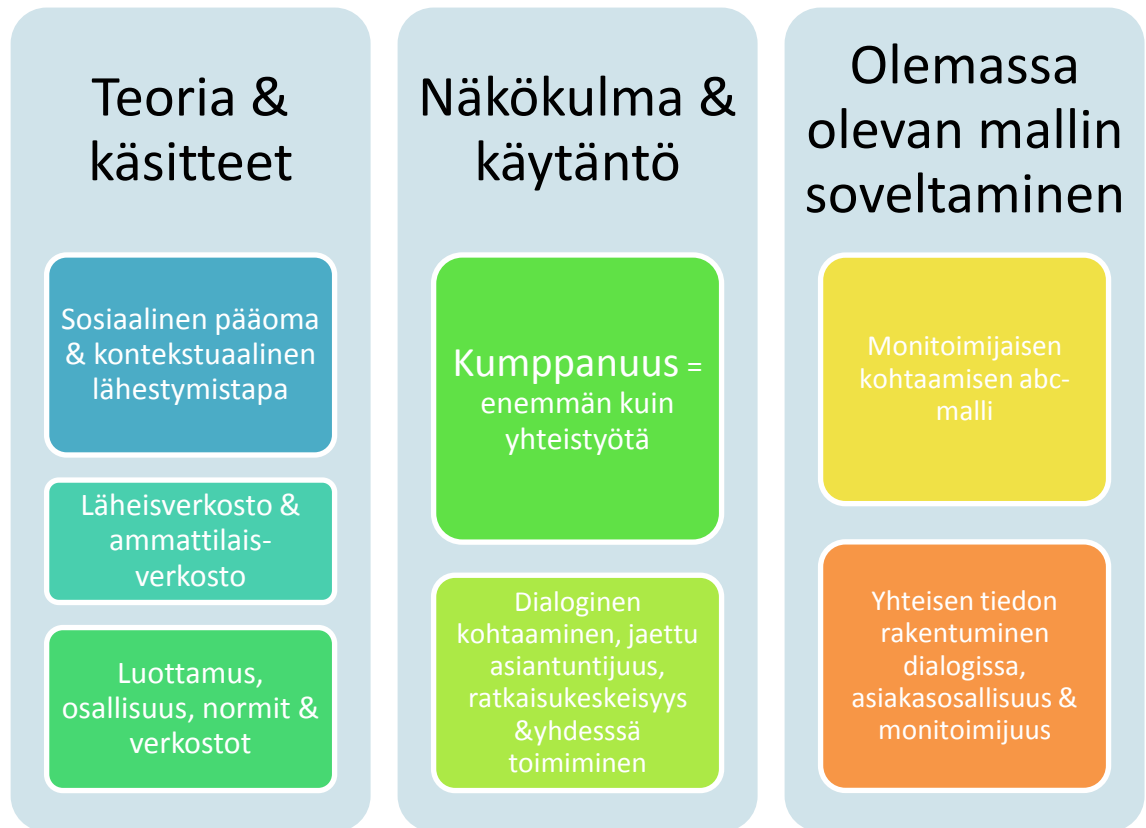 Teoria &
käsitteet
Sosiaalinen pääoma
& kontekstuaalinen
lähestymistapa
Läheisverkosto &
ammattilais-
verkosto
Luottamus,
osallisuus, normit &
verkostot
Näkökulma &
käytäntö
Kumppanuus =
enemmän kuin
yhteistyötä
Dialoginen
kohtaaminen, jaettu
asiantuntijuus,
ratkaisukeskeisyys
&yhdesssä
toimiminen
Olemassa
olevan mallin
soveltaminen
Monitoimijaisen
kohtaamisen abc-
malli
Yhteisen tiedon
rakentuminen
dialogissa,
asiakasosallisuus &
monitoimijuus